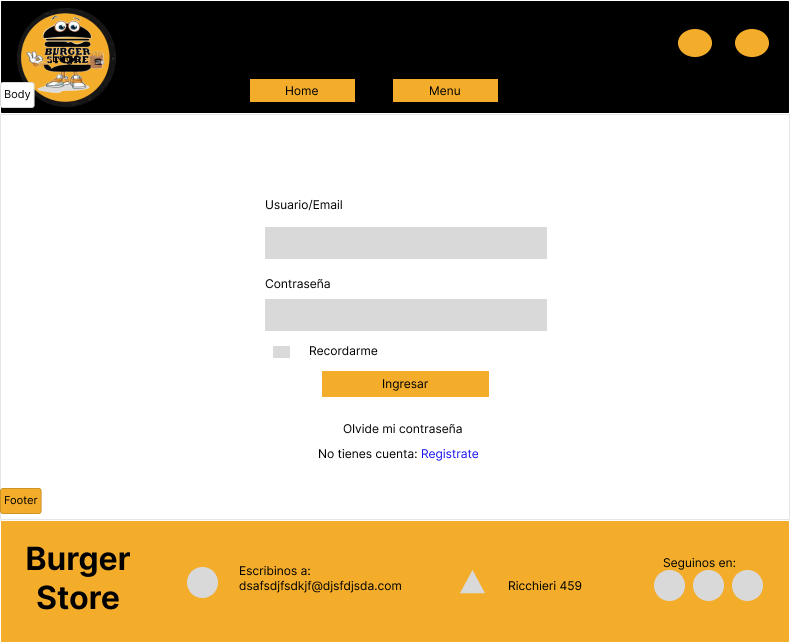 BURGER
STORE
Body
Home
Menu
Usuario/Email
Contraseña
Recordarme
Ingresar
Olvide mi contraseña
No tienes cuenta: Registrate
Footer
Burger
Store
Escribinos a:
dsafsdjfsdkjf@djsfdjsda.com
Ricchieri 459
Seguinos en: